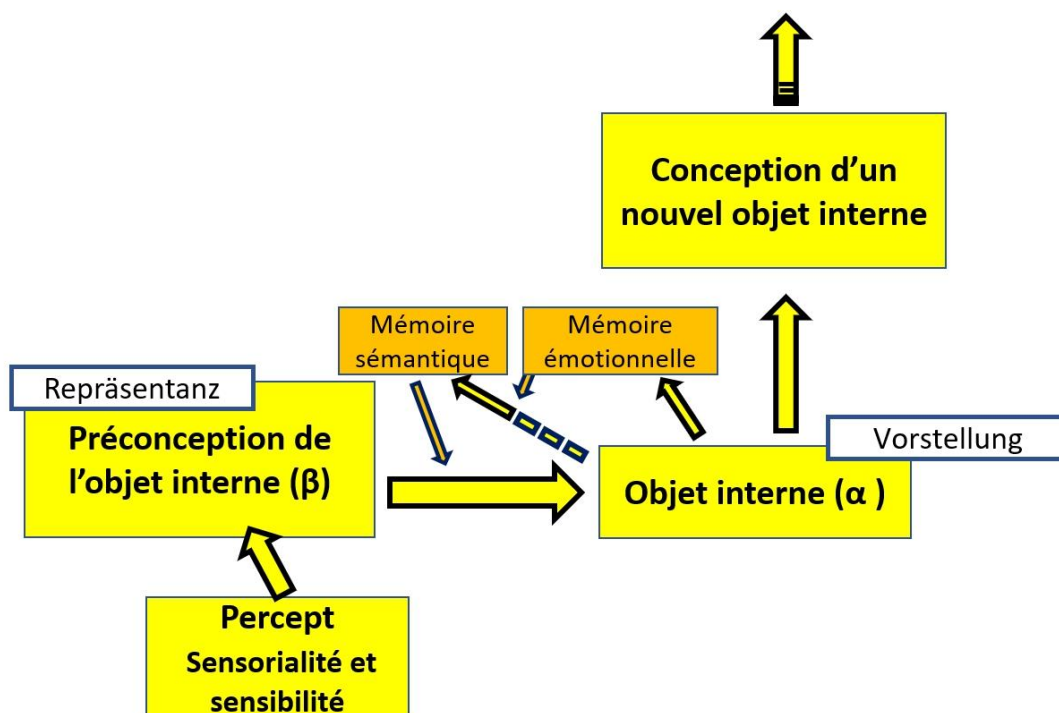 Conception d’un
nouvel objet interne
Mémoire
sémantique
Mémoire
émotionnelle
Repräsentanz
Préconception de
l’objet interne (β)
Vorstellung
Objet interne (α )
Percept
Sensorialité et
sensibilité